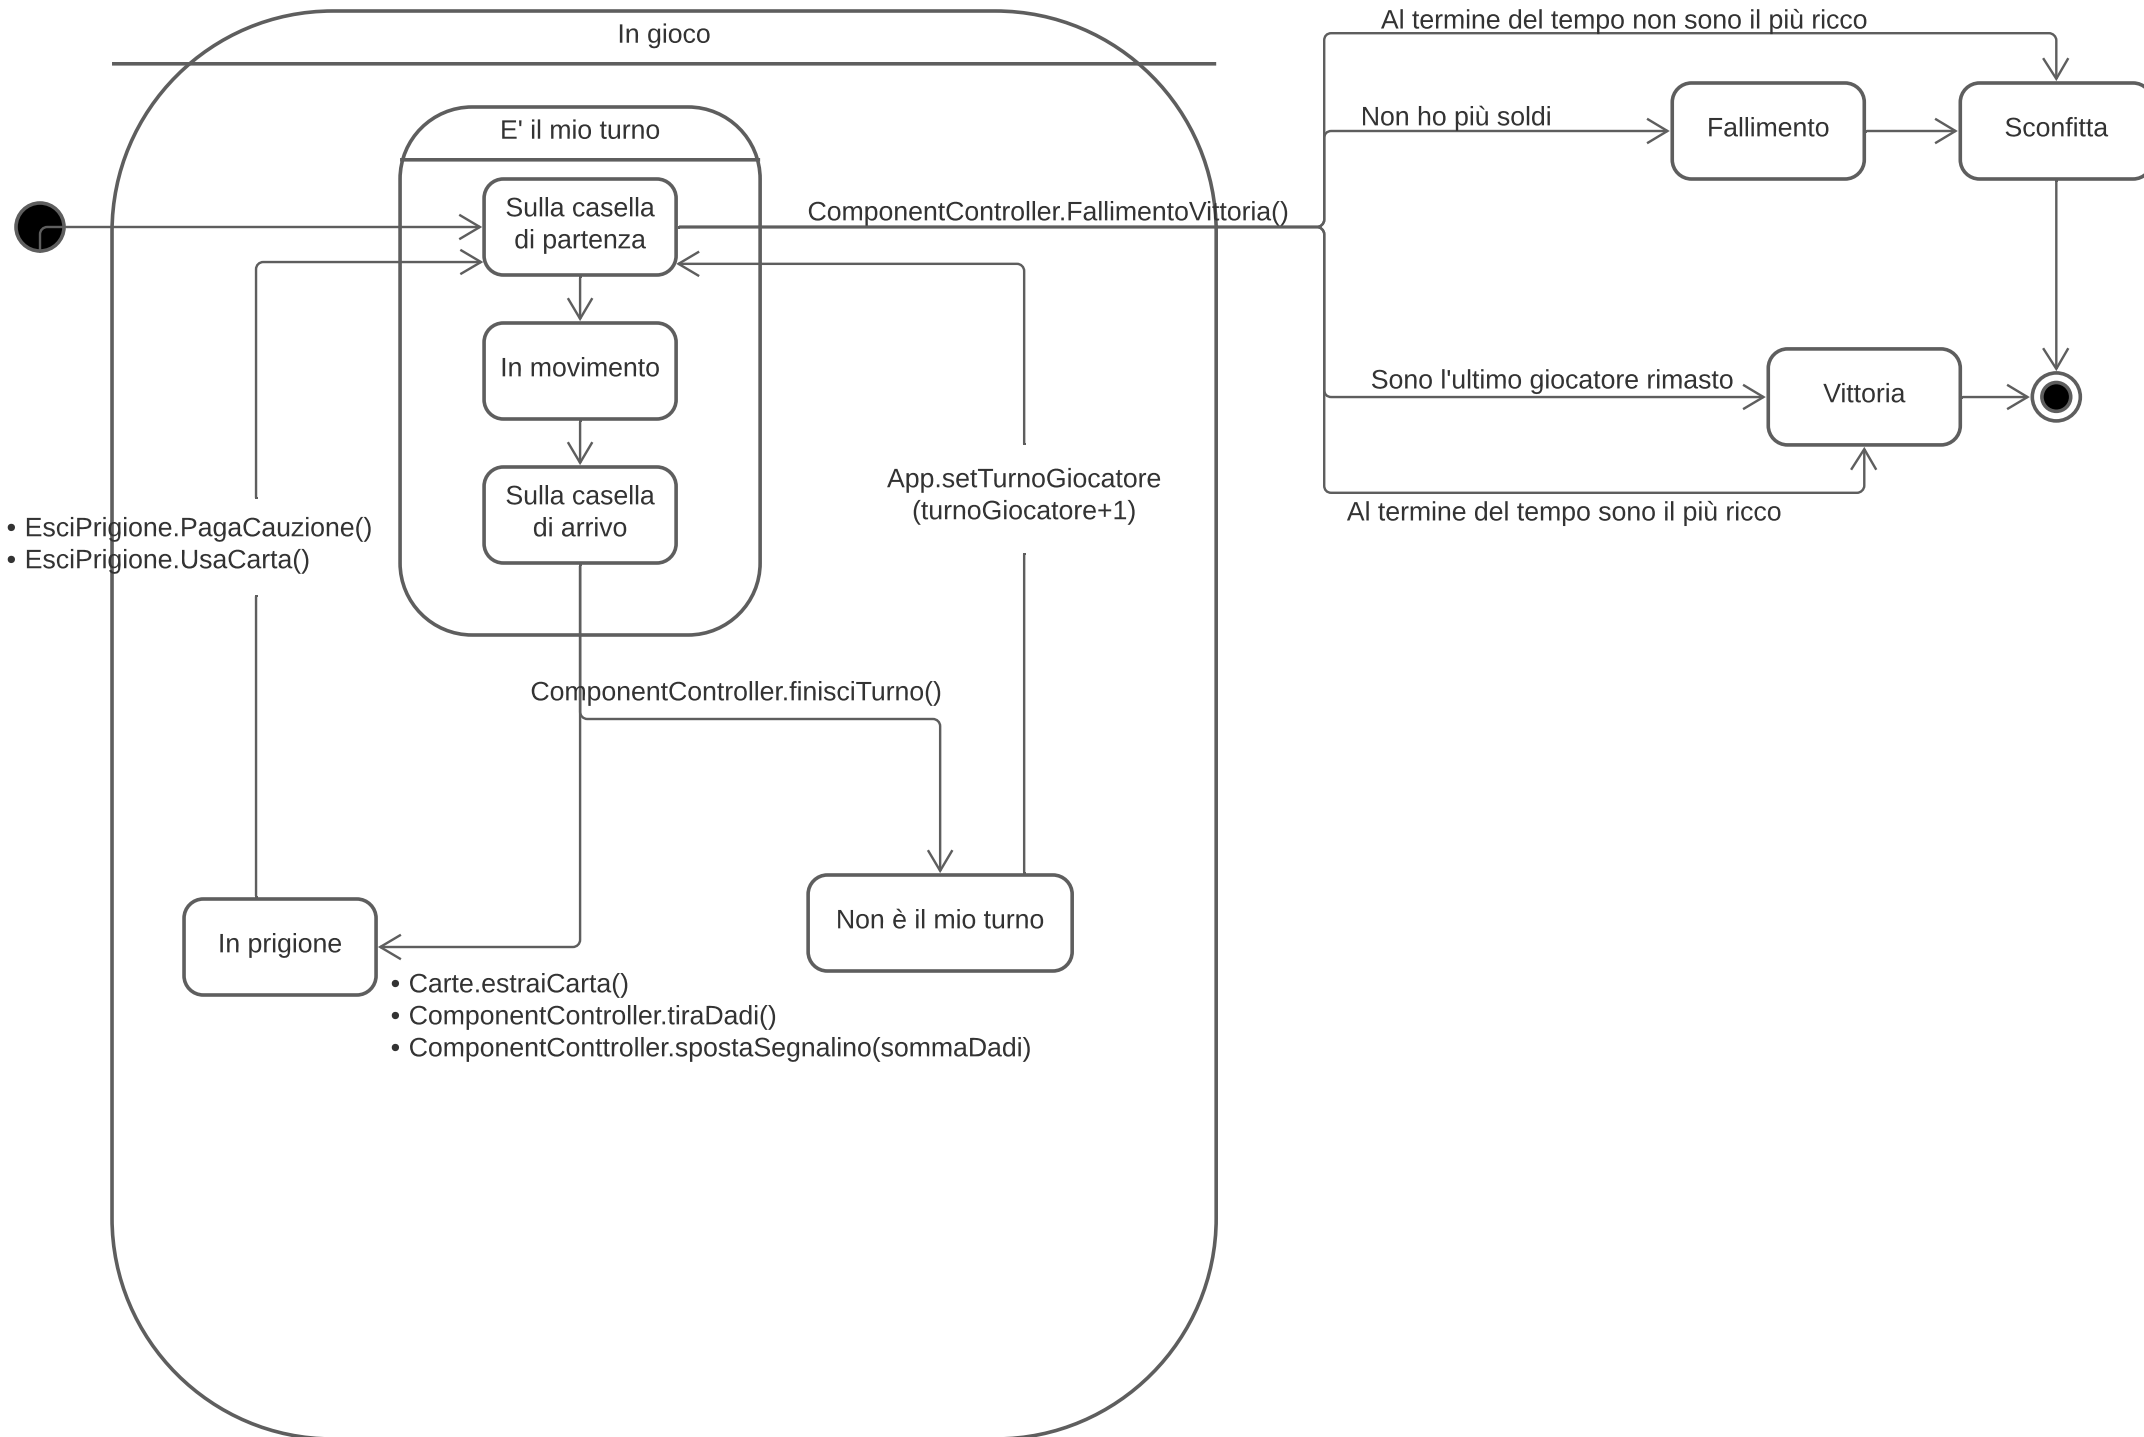 In gioco
Al termine del tempo non sono il più ricco
Non ho più soldi
Fallimento
Sconfitta
E' il mio turno
Sulla casella
di partenza
ComponentController.FallimentoVittoria()
In movimento
Sono l'ultimo giocatore rimasto
Vittoria
Sulla casella
di arrivo
App.setTurnoGiocatore
(turnoGiocatore+1)
Al termine del tempo sono il più ricco
• EsciPrigione.PagaCauzione()
• EsciPrigione.UsaCarta()
ComponentController.finisciTurno()
Non è il mio turno
In prigione
• Carte.estraiCarta()
• ComponentController.tiraDadi()
• ComponentConttroller.spostaSegnalino(sommaDadi)